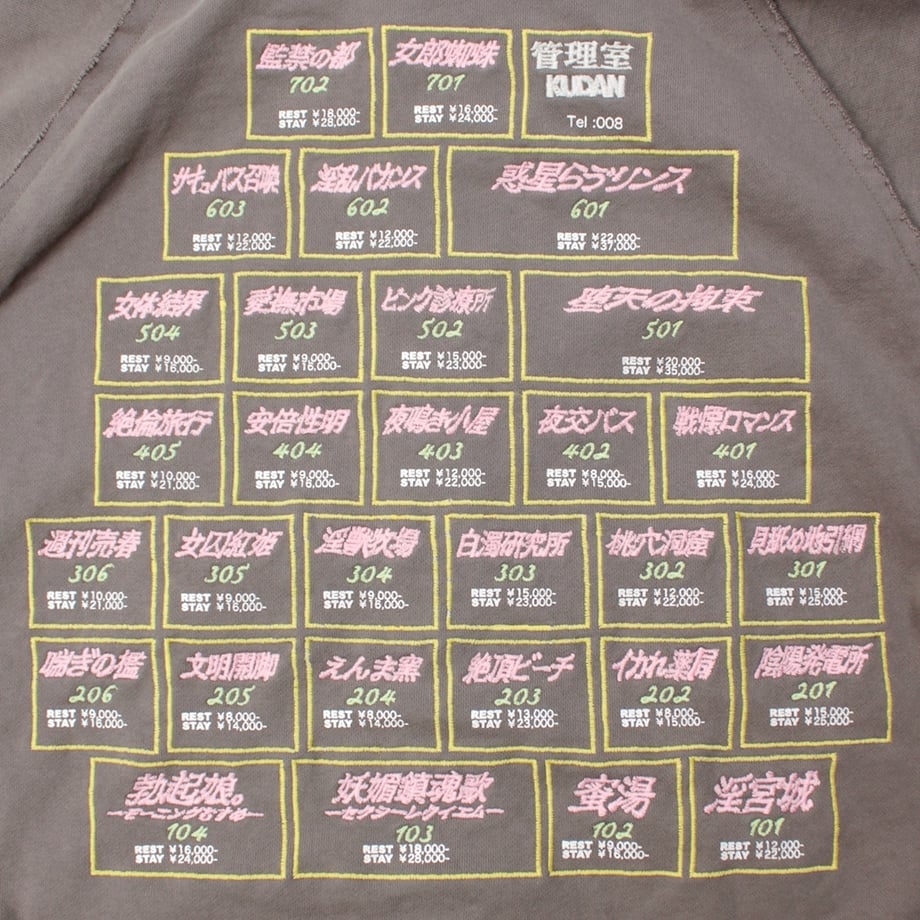 監禁の都
702
REST ¥18,000-
STAY ¥28,000-
女郎蜘蛛
701
REST ¥16,000-
STAY ¥24,000-
管理室
KUDAN
Tel :008
サキュバス召喚
603
REST ¥12,000-
STAY ¥22,000-
淫乱バカンス
602
REST ¥12,000-
STAY ¥22,000-
惑星らラソンス
601
REST ¥22,000-
STAY ¥37,000-
女体結界
504
REST ¥9,000-
STAY ¥16,000-
愛撫市場
503
REST ¥9,000-
STAY ¥16,000-
ピンク診療所
502
REST ¥15,000-
STAY ¥23,000-
堕天の拘束
501
REST ¥20,000-
STAY ¥35,000-
絶倫旅行
405
REST ¥10,000-
STAY ¥21,000-
安倍性明
404
REST ¥9,000-
STAY ¥18,000-
夜鳴き小屋
403
REST ¥12,000-
STAY ¥22,000-
夜交バス
402
REST ¥8,000-
STAY ¥15,000-
戦慄ロマンス
401
REST ¥16,000-
STAY ¥24,000-
週刊売春
306
REST ¥10,000-
STAY ¥21,000-
女囚紅姫
305
REST ¥9,000-
STAY ¥16,000-
淫獣牧場
304
REST ¥9,000-
STAY ¥16,000-
白濁研究所
303
REST ¥15,000-
STAY ¥23,000-
桃穴洞窟
302
REST ¥12,000-
STAY ¥22,000-
301
REST ¥15,000-
STAY ¥25,000-
喘ぎの檻
206
REST ¥9,000-
STAY ¥16,000-
文明開脚
205
REST ¥8,000-
STAY ¥14,000-
えんま
204
REST ¥8,000-
STAY ¥14,000-
絶頂ビーチ
203
REST ¥13,000-
STAY ¥23,000-
イカれ薬局
202
REST ¥8,000-
STAY ¥15,000-
陰陽発電所
201
REST ¥15,000-
STAY ¥25,000-
勃起娘。
ーモーニングむすめー
104
REST ¥16,000-
STAY ¥24,000-
妖媚鎮魂歌
ーセクシーレクイエムー
103
REST ¥18,000-
STAY ¥28,000-
蜜湯
102
REST ¥9,000-
STAY ¥18,000-
淫宮城
101
REST ¥12,000-
STAY ¥22,000-